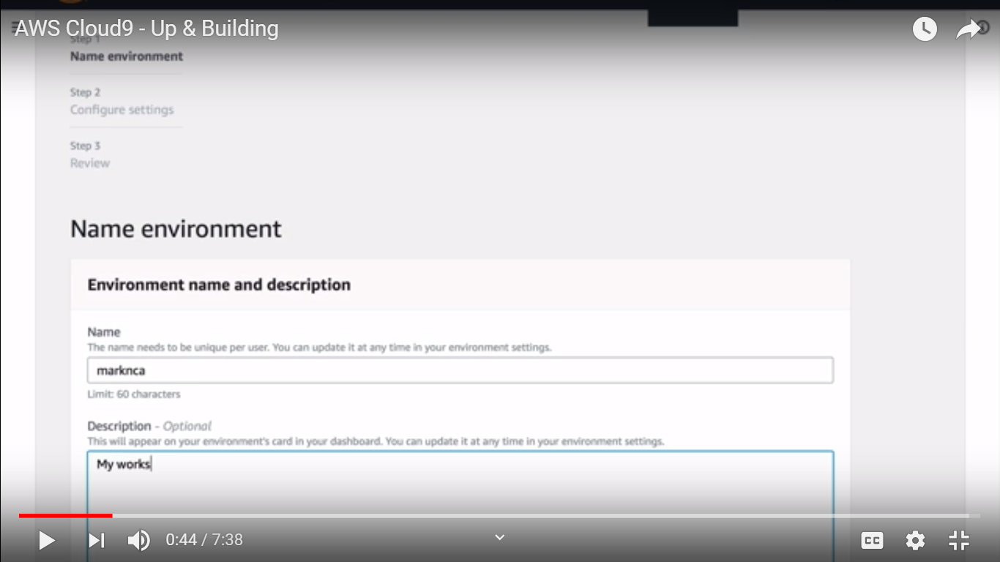 AWS Cloud9 - Up & Building
Step 1
Name environment
Step 2
Configure settings
Step 3
Review
Name environment
Environment name and description
Name
The name needs to be unique per user. You can update it at any time in your environment settings.
marknca
Limit: 60 characters
Description - Optional
This will appear on your environment's card in your dashboard. You can update it at any time in your environment settings.
My works
0:44 / 7:38
CC